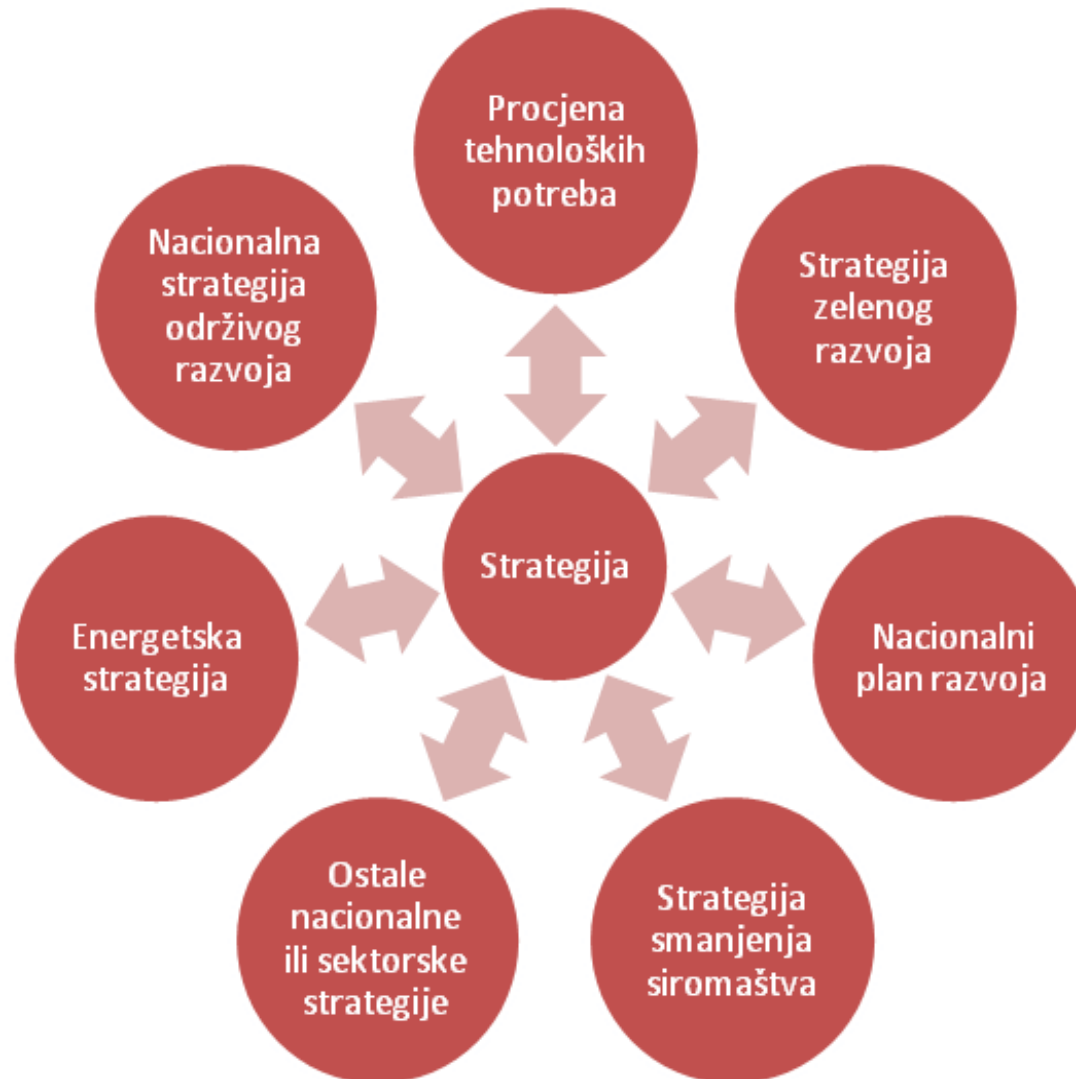 Procjena
tehnoloških
potreba
Strategija
zelenog
razvoja
Nacionalni
plan razvoja
Strategija
smanjenja
siromaštva
Ostale
nacionalne
ili sektorske
strategije
Energetska
strategija
Nacionalna
strategija
održivog
razvoja
Strategija